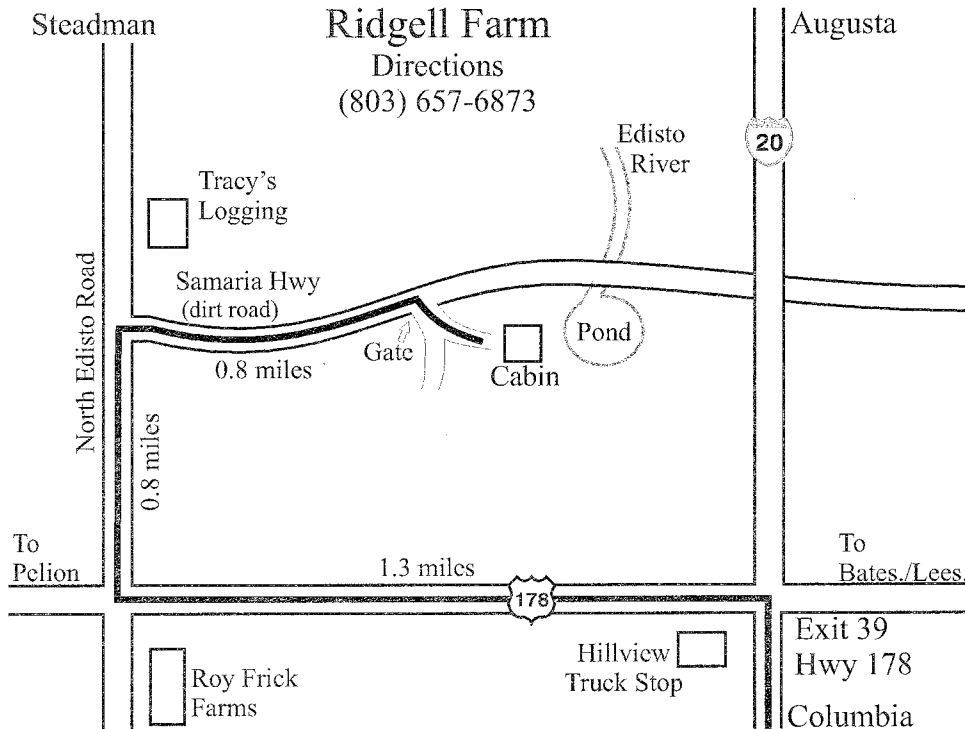 Steadman
Ridgell Farm
Directions
(803) 657-6873
Augusta
20
Edisto
River
Tracy's
Logging
Samaria Hwy
(dirt road)
North Edisto Road
Gate
Pond
Cabin
0.8 miles
0.8 miles
To
Pelion
1.3 miles
178
To
Bates./Lees.
Exit 39
Hwy 178
Hillview
Truck Stop
Roy Frick
Farms
Columbia